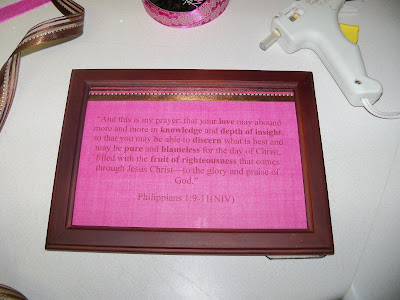 "And this is my prayer: that your love may abound
more and more in knowledge and depth of insight,
so that you may be able to discern what is best and
may be pure and blameless for the day of Christ,
filled with the fruit of righteousness that comes
through Jesus Christ—to the glory and praise of
God."
Philippians 1:9-11(NIV)